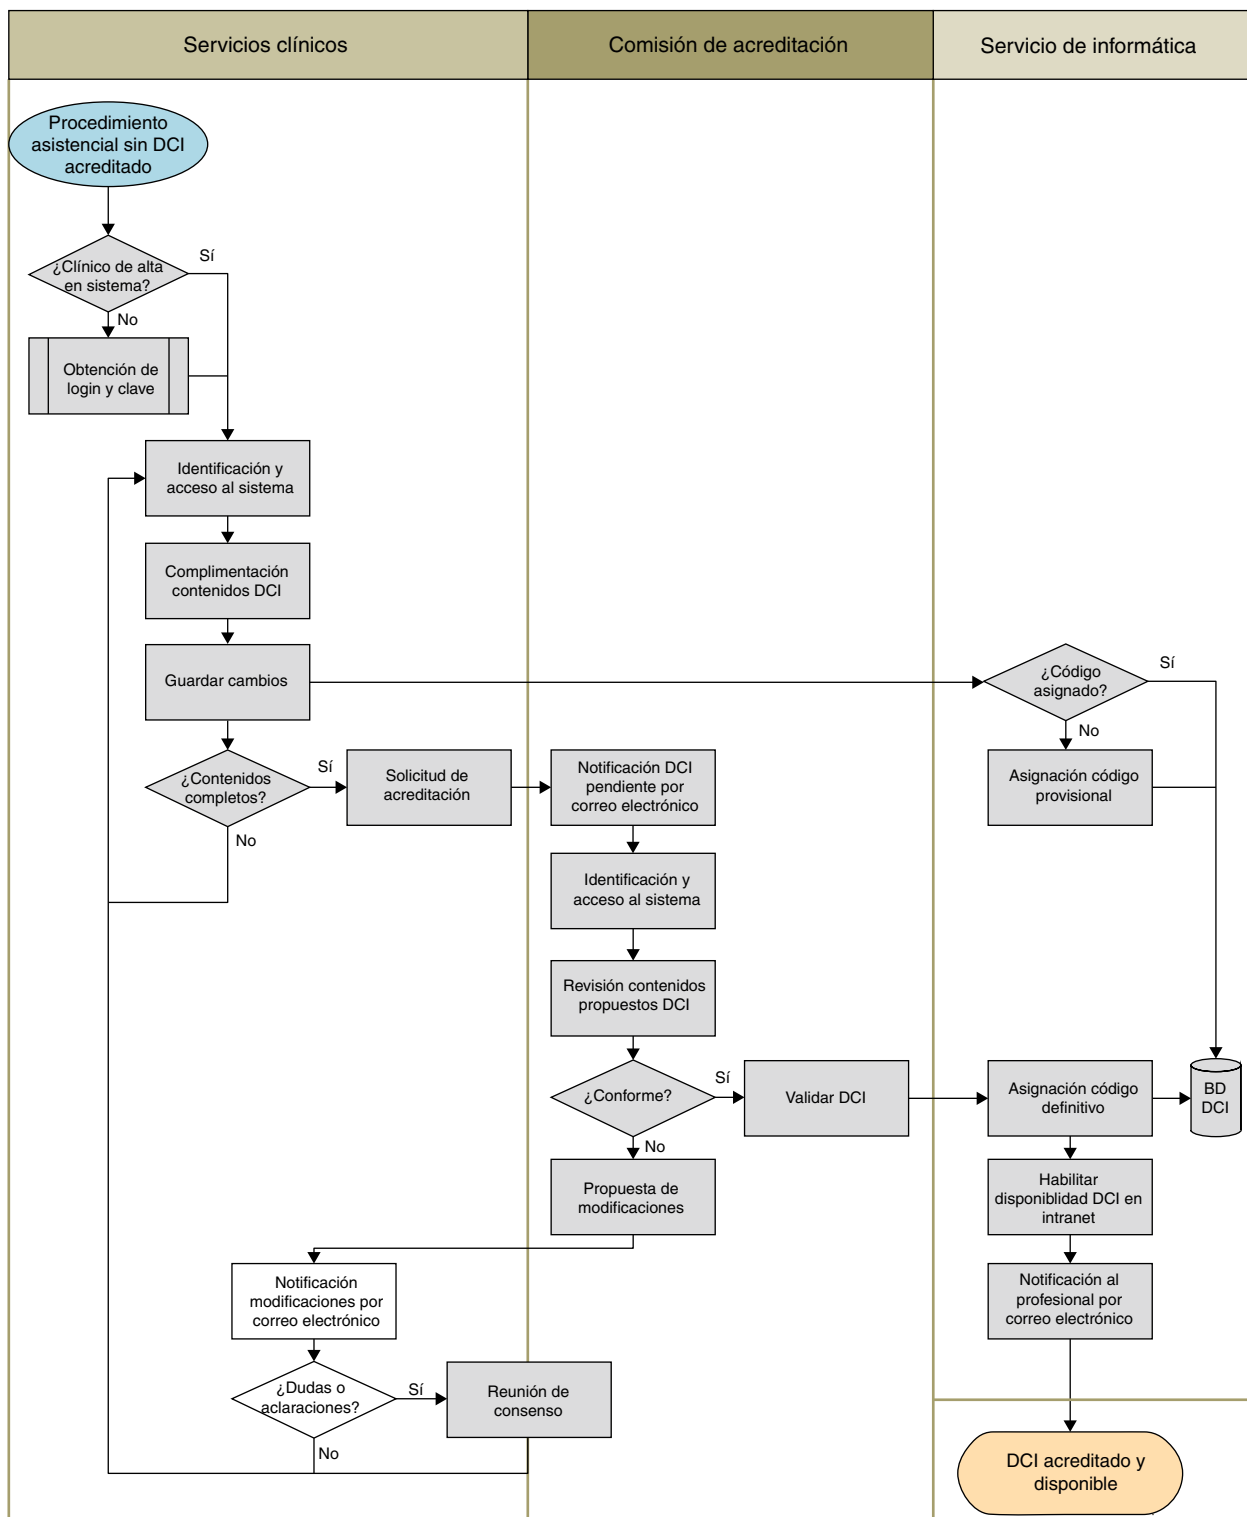 Servicios clínicos
Comisión de acreditación
Servicio de informática
Procedimiento
asistencial sin DCI
acreditado
¿Clínico de alta
en sistema?
Sí
No
Obtención de
login y clave
Identificación y
acceso al sistema
Complimentación
contenidos DCI
Guardar cambios
¿Código
asignado?
Sí
No
¿Contenidos
completos?
Sí
No
Solicitud de
acreditación
Notificación DCI
pendiente por
correo electrónico
Asignación código
provisional
Identificación y
acceso al sistema
Revisión contenidos
propuestos DCI
¿Conforme?
Sí
No
Validar DCI
Asignación código
definitivo
BD
DCI
Propuesta de
modificaciones
Habilitar
disponiblidad DCI en
intranet
Notificación
modificaciones por
correo electrónico
Notificación al
profesional por
correo electrónico
¿Dudas o
aclaraciones?
Sí
No
Reunión de
consenso
DCI acreditado y
disponible